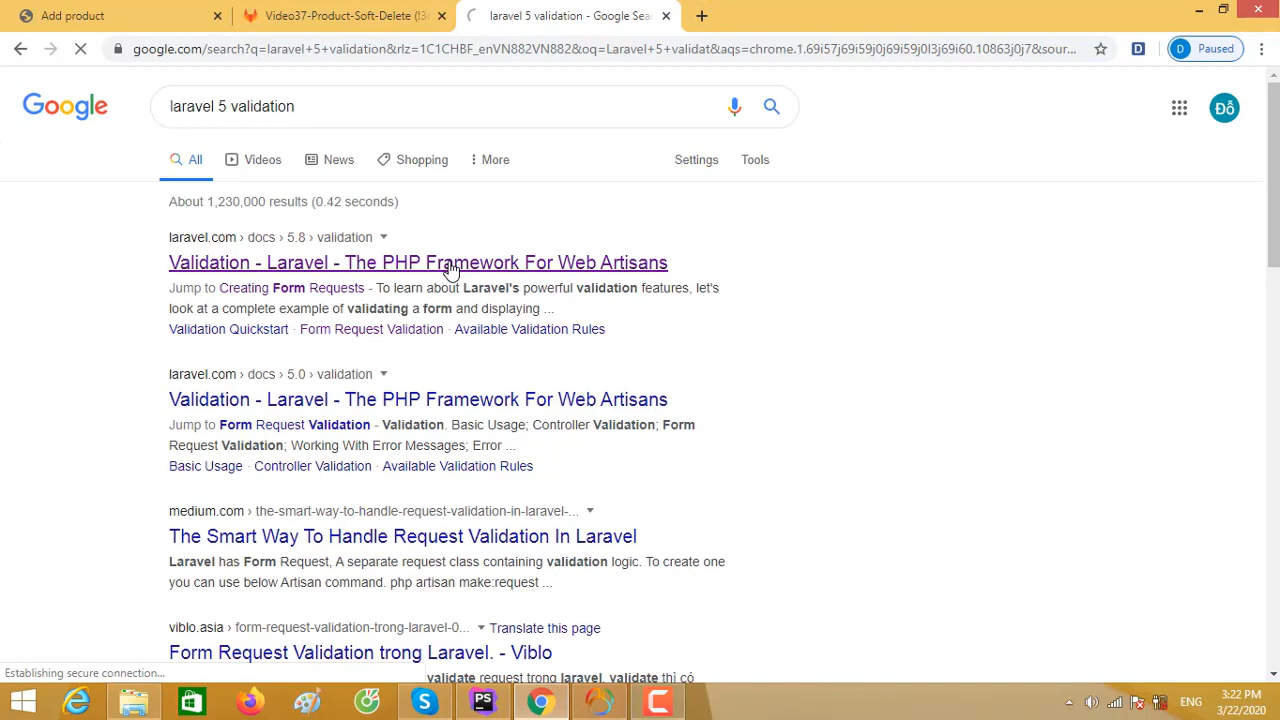 Add product
Video37-Product-Soft-Delete (!3
laravel 5 validation - Google Sea
google.com/search?q=laravel+5+validation&rlz=1C1CHBF_enVN882VN882&oq=Laravel+5+validat&aqs=chrome.1.69i57j69i59j0j69i59j0l3j69i60.10863j0j7&sour...
D
D Paused
Google
laravel 5 validation
Đỗ
All
Videos
News
Shopping
More
Settings
Tools
About 1,230,000 results (0.42 seconds)
laravel.com › docs › 5.8 › validation
Validation - Laravel - The PHP Framework For Web Artisans
Jump to Creating Form Requests - To learn about Laravel's powerful validation features, let's
look at a complete example of validating a form and displaying ...
Validation Quickstart · Form Request Validation · Available Validation Rules
laravel.com › docs › 5.0 › validation
Validation - Laravel - The PHP Framework For Web Artisans
Jump to Form Request Validation - Validation. Basic Usage; Controller Validation; Form
Request Validation; Working With Error Messages; Error ...
Basic Usage · Controller Validation · Available Validation Rules
medium.com › the-smart-way-to-handle-request-validation-in-laravel-...
The Smart Way To Handle Request Validation In Laravel
Laravel has Form Request, A separate request class containing validation logic. To create one
you can use below Artisan command. php artisan make:request ...
viblo.asia › form-request-validation-trong-laravel-0...
Translate this page
Form Request Validation trong Laravel. - Viblo
Establishing secure connection...
validate request trong laravel, validate thì có
S
PS
C
ENG
3:22 PM
3/22/2020